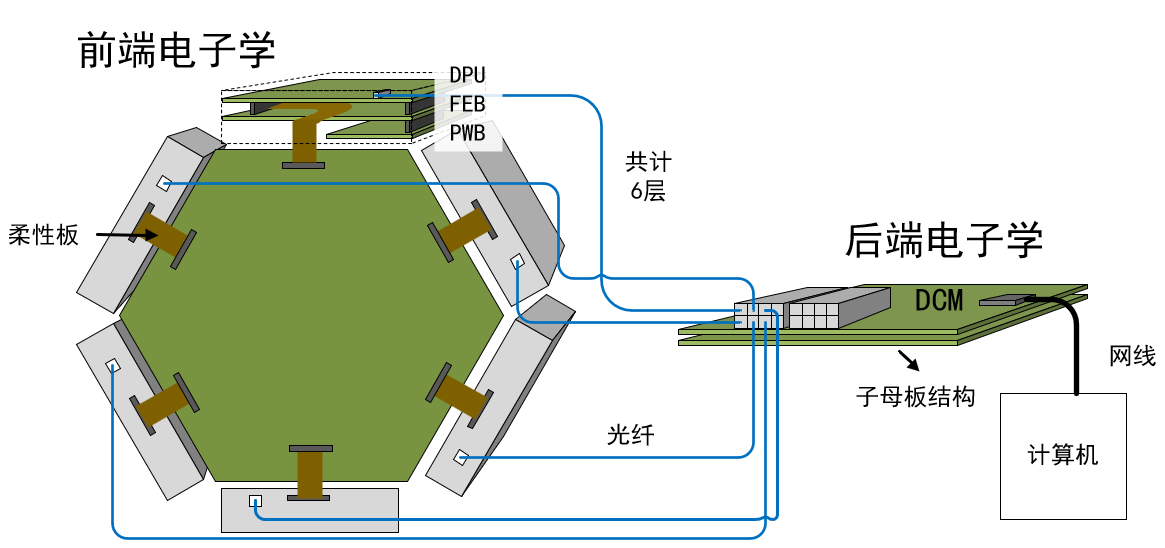 前端电子学
DPU
FEB
PWB
共计
6层
柔性板
后端电子学
DCM
网线
子母板结构
光纤
计算机